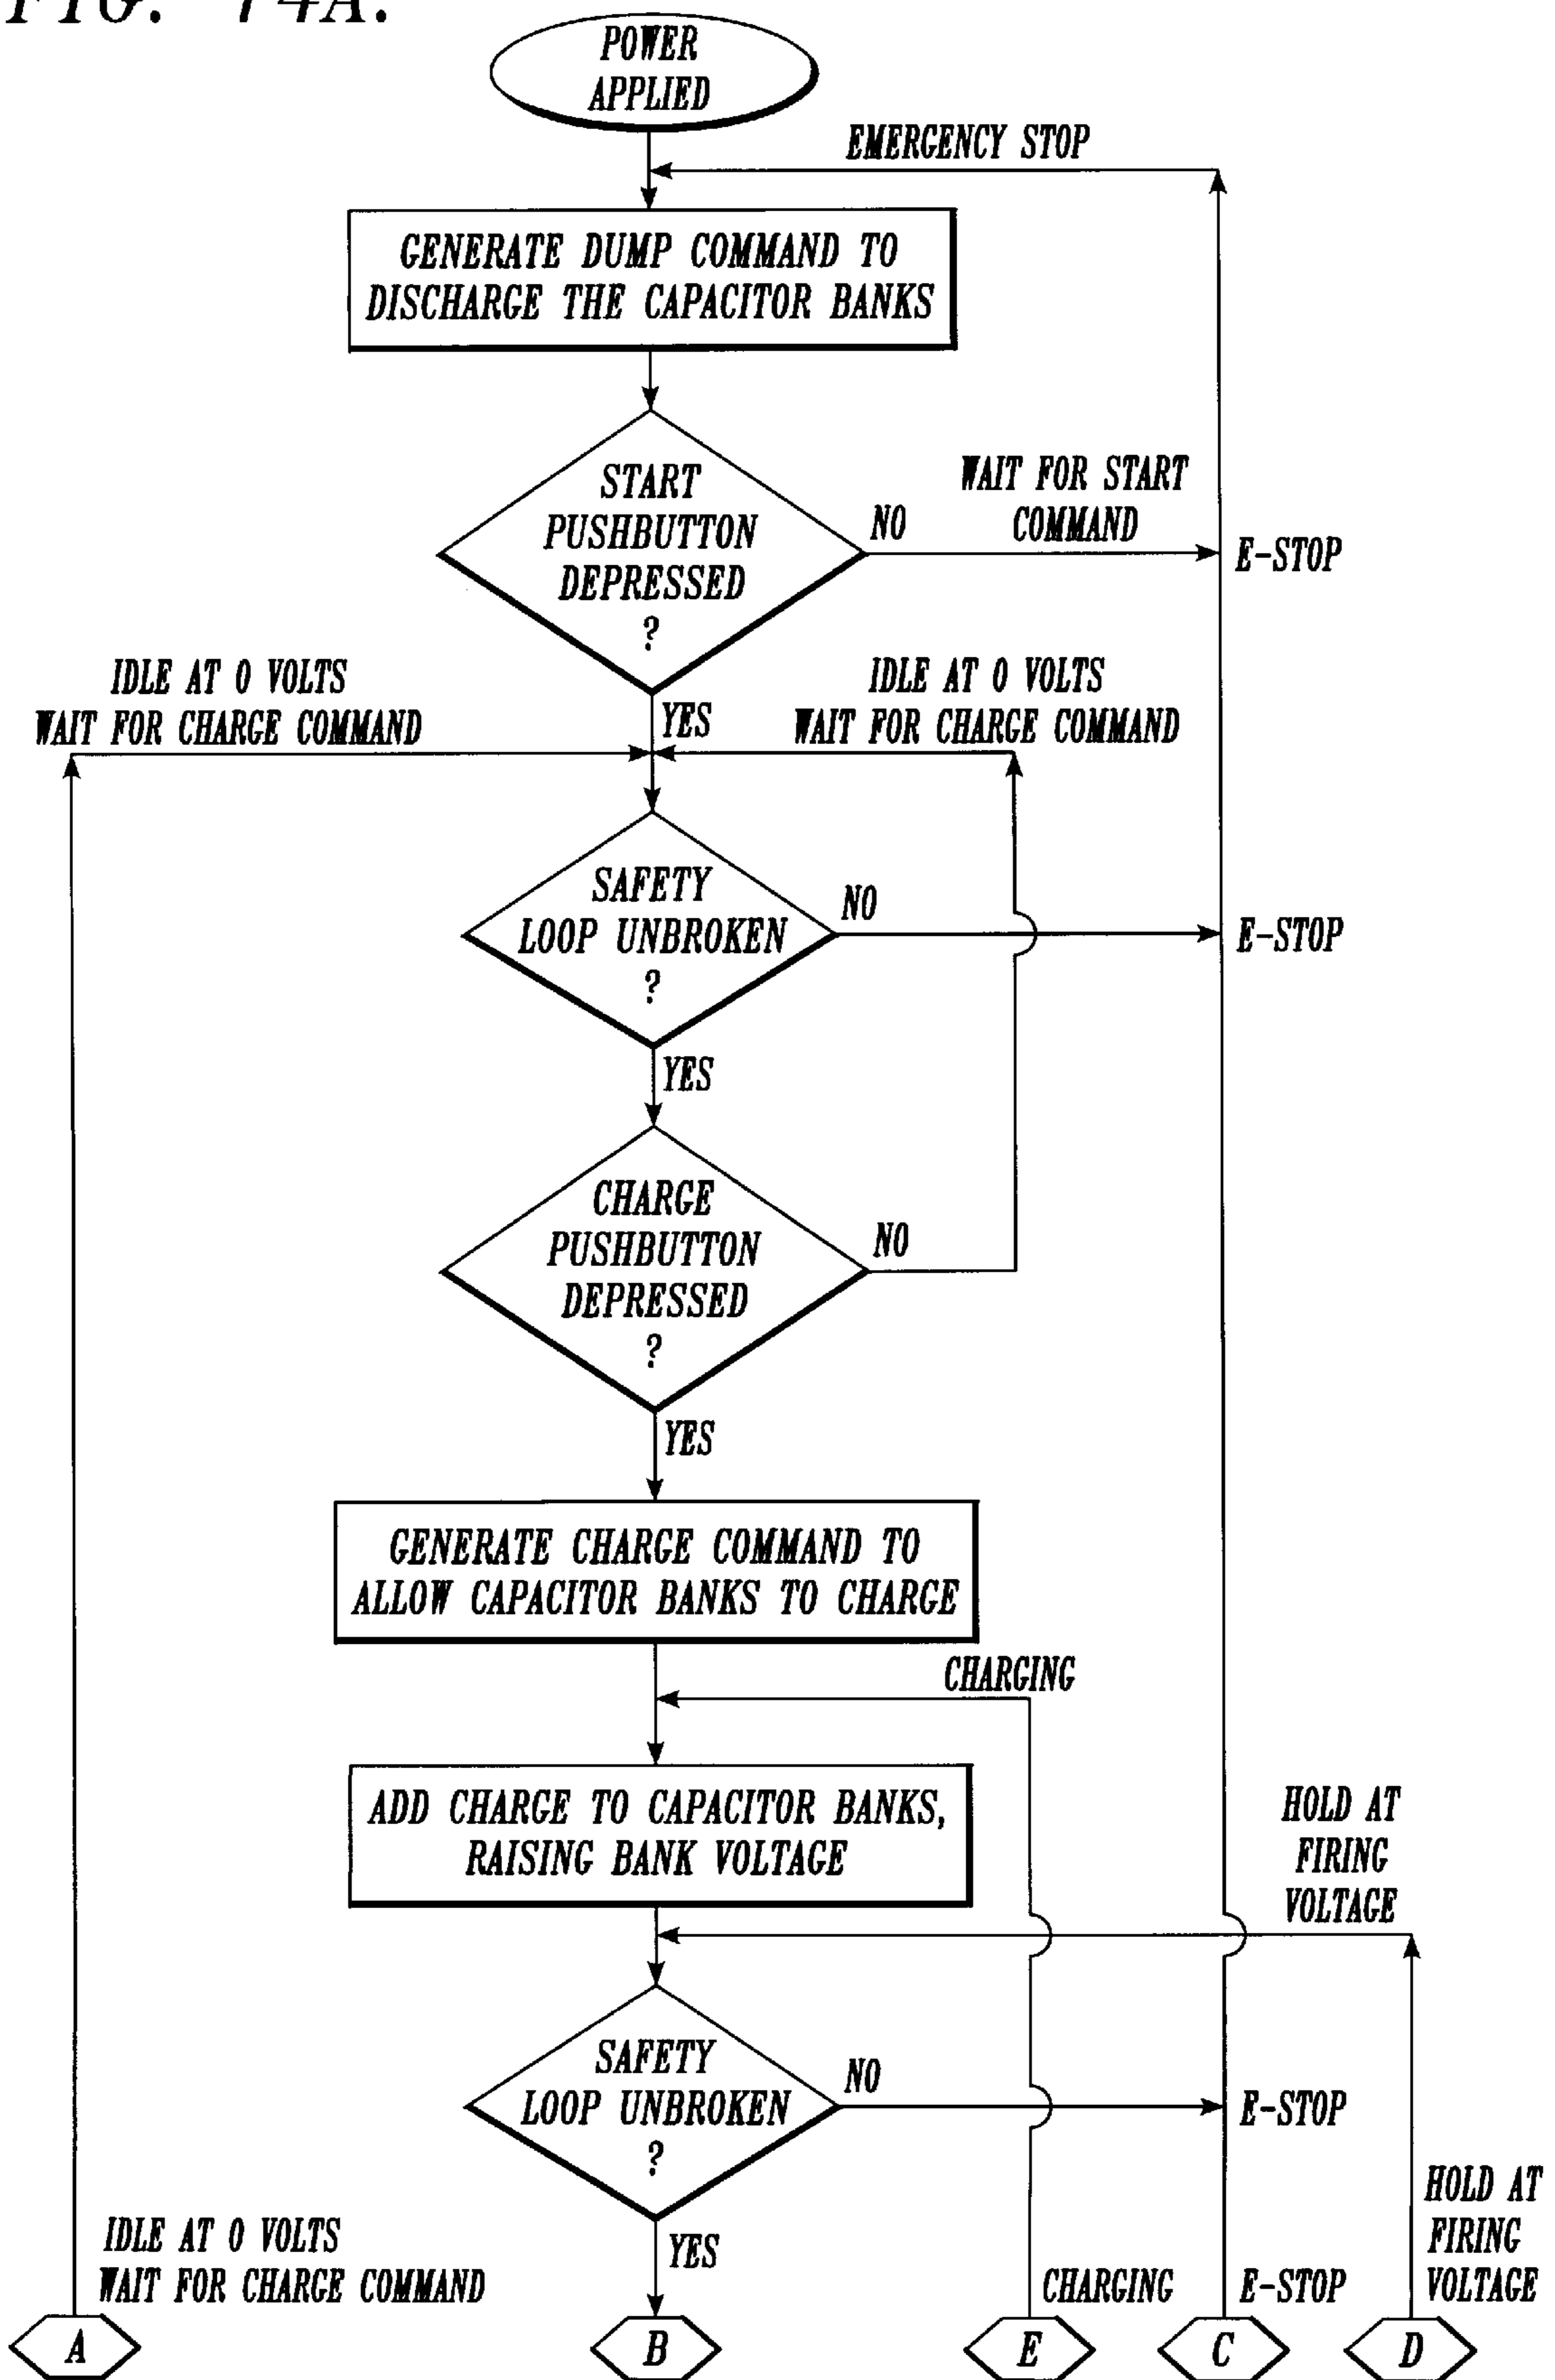 FIG. 74A.
POWER
APPLIED
EMERGENCY STOP
GENERATE DUMP COMMAND TO
DISCHARGE THE CAPACITOR BANKS
START
PUSHBUTTON
DEPRESSED
?
NO
WAIT FOR START
COMMAND
E-STOP
IDLE AT 0 VOLTS
WAIT FOR CHARGE COMMAND
YES
IDLE AT 0 VOLTS
WAIT FOR CHARGE COMMAND
SAFETY
LOOP UNBROKEN
?
NO
E-STOP
YES
CHARGE
PUSHBUTTON
DEPRESSED
?
NO
YES
GENERATE CHARGE COMMAND TO
ALLOW CAPACITOR BANKS TO CHARGE
CHARGING
ADD CHARGE TO CAPACITOR BANKS,
RAISING BANK VOLTAGE
HOLD AT
FIRING
VOLTAGE
SAFETY
LOOP UNBROKEN
?
NO
E-STOP
YES
IDLE AT 0 VOLTS
WAIT FOR CHARGE COMMAND
CHARGING
E-STOP
HOLD AT
FIRING
VOLTAGE
A
B
E
C
D